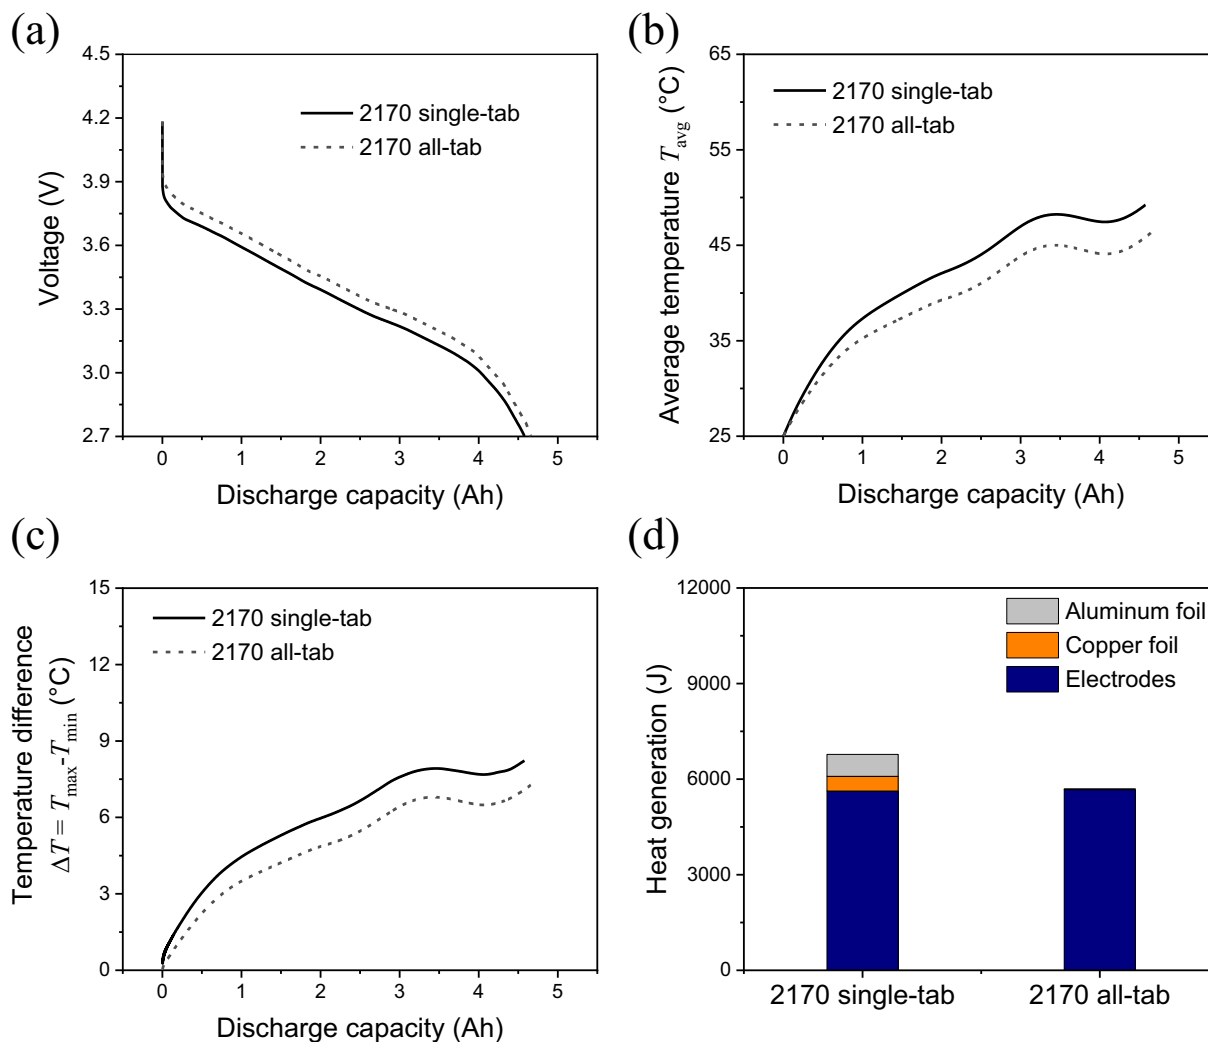 (a)
4.5
4.2
3.9
3.6
3.3
3.0
2.7
Voltage (V)
2170 single-tab
2170 all-tab
0 1 2 3 4 5
Discharge capacity (Ah)
(b)
65
55
45
35
25
Average temperature Tavg (°C)
2170 single-tab
2170 all-tab
0 1 2 3 4 5
Discharge capacity (Ah)
(c)
15
12
9
6
3
0
Temperature difference
ΔT = Tmax-Tmin (°C)
2170 single-tab
2170 all-tab
0 1 2 3 4 5
Discharge capacity (Ah)
(d)
12000
9000
6000
3000
0
Heat generation (J)
Aluminum foil
Copper foil
Electrodes
2170 single-tab 2170 all-tab